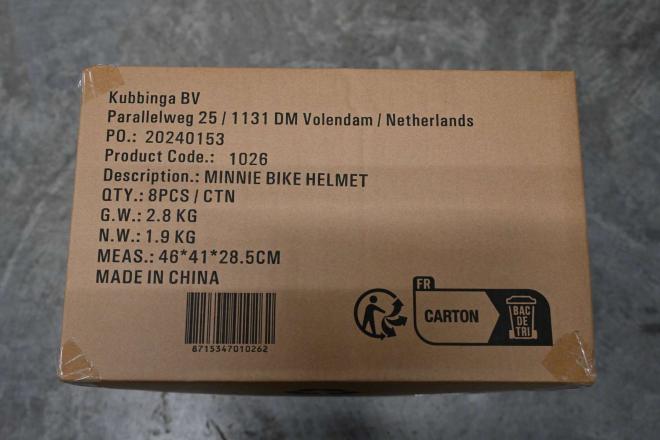 Kubbinga BV
Parallelweg 25 / 1131 DM Volendam / Netherlands
PO.: 20240153
Product Code.: 1026
Description.: MINNIE BIKE HELMET
QTY.: 8PCS / CTN
G.W.: 2.8 KG
N.W.: 1.9 KG
MEAS.: 46*41*28.5CM
MADE IN CHINA
8715347010262
FR
CARTON
BAC
DE
TRI